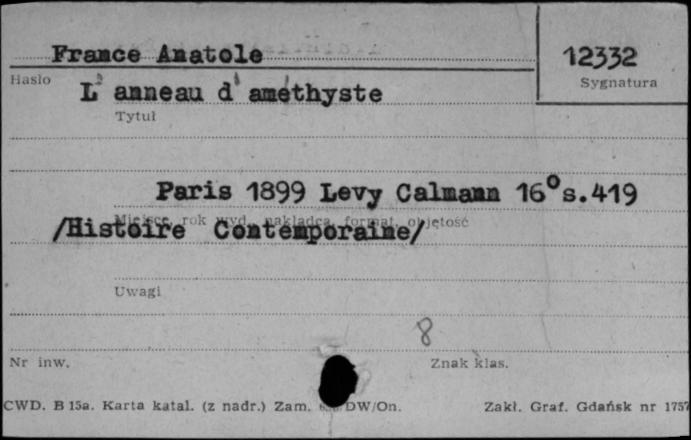 France Anatole
12332
Hasło
Sygnatura
L' anneau d' améthyste
Tytuł
Paris 1899 Levy Calmann 16° s.419
Miejsce, rok wyd., nakładca, format, objętość
/Histoire Contemporaine/
Uwagi
8
Nr inw.
Znak klas.
CWD. B 15a. Karta katal. (z nadr.) Zam. DW/On.
Zakł. Graf. Gdańsk nr 1757